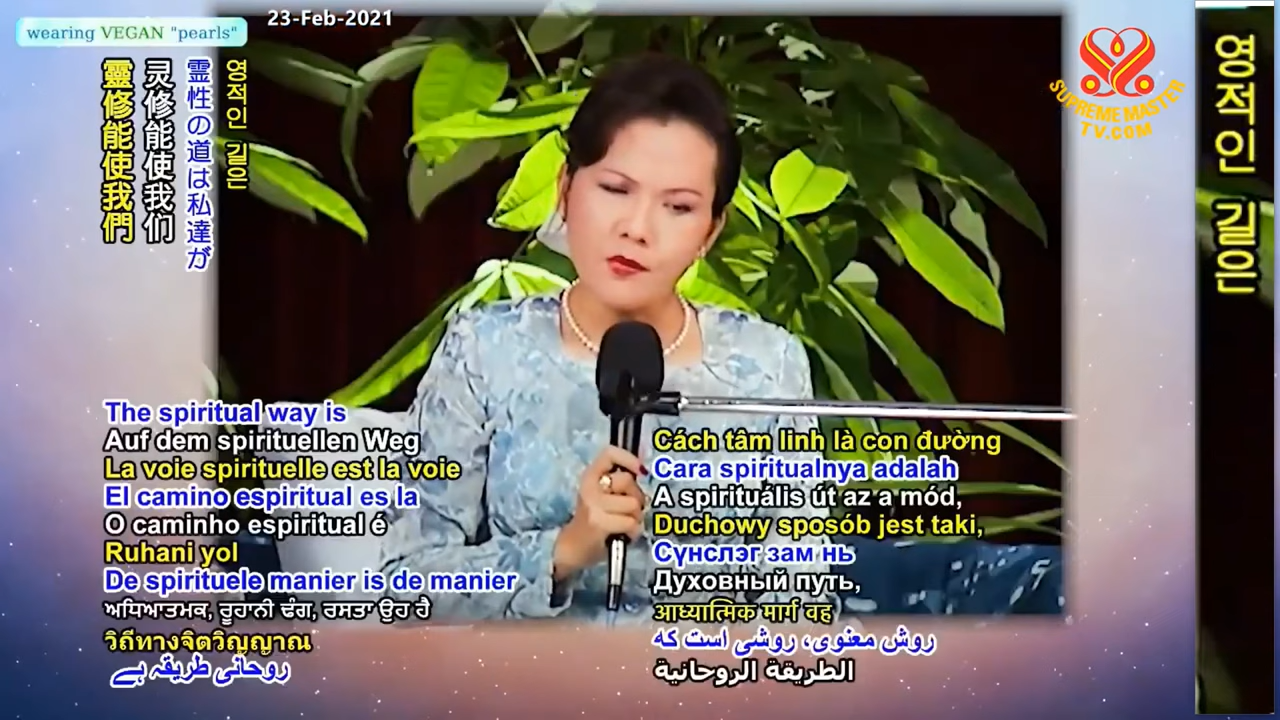 wearing VEGAN "pearls"
23-Feb-2021
SUPREME MASTER
TV.COM
靈修能使我們
灵修能使我们
霊性の道は私達が
영적인 길은
영적인 길은
The spiritual way is
Auf dem spirituellen Weg
La voie spirituelle est la voie
El camino espiritual es la
O caminho espiritual é
Ruhani yol
De spirituele manier is de manier
ਅਧਿਆਤਮਕ, ਰੂਹਾਨੀ ਢੰਗ, ਰਸਤਾ ਉਹ ਹੈ
วิถีทางจิตวิญญาณ
روحانی طریقہ ہے
Cách tâm linh là con đường
Cara spiritualnya adalah
A spirituális út az a mód,
Duchowy sposób jest taki,
Сүнслэг зам нь
Духовный путь,
आध्यात्मिक मार्ग वह
روش معنوی، روشی است که
الطريقة الروحانية